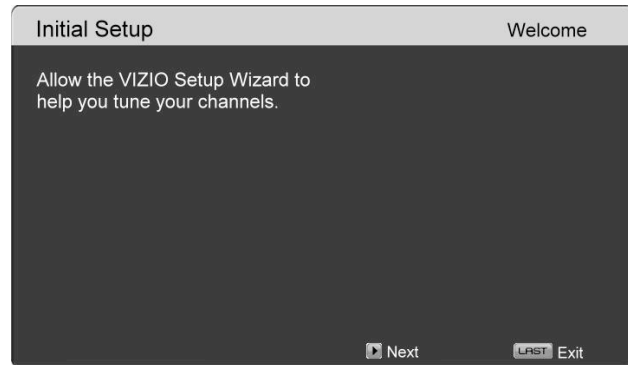 Initial Setup Welcome
Allow the VIZIO Setup Wizard to
help you tune your channels.
Next LAST Exit